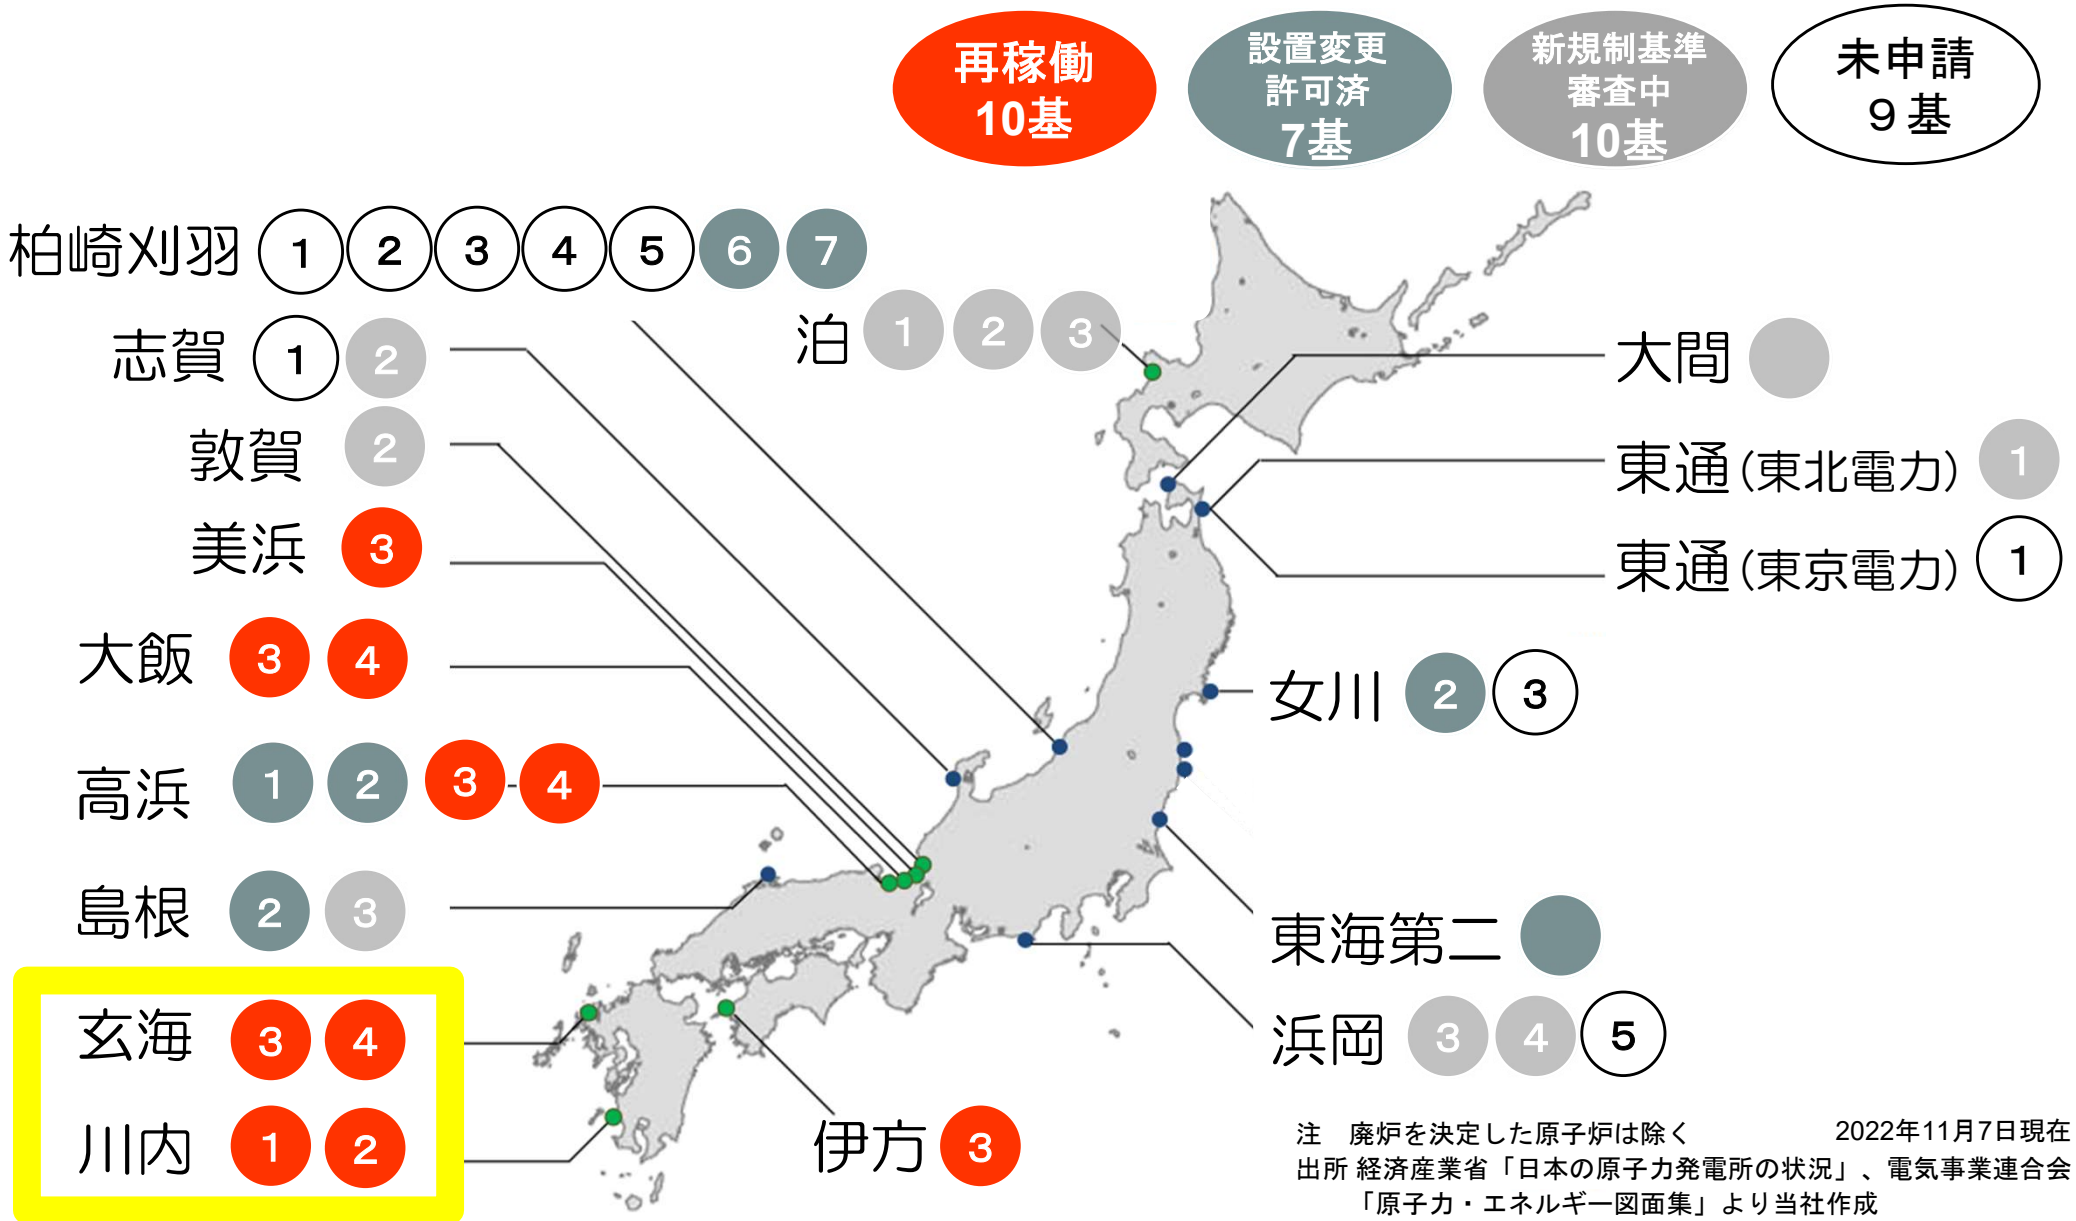 再稼働
10基
設置変更
許可済
7基
新規制基準
審査中
10基
未申請
９基
柏崎刈羽 1 2 3 4 5 6 7
志賀 1 2
敦賀 2
美浜 3
大飯 3 4
高浜 1 2 3 4
島根 2 3
玄海 3 4
川内 1 2
泊 1 2 3
大間
東通（東北電力） 1
東通（東京電力） 1
女川 2 3
東海第二
浜岡 3 4 5
伊方 3
注　廃炉を決定した原子炉は除く 2022年11月7日現在
出所 経済産業省「日本の原子力発電所の状況」、電気事業連合会
「原子力・エネルギー図面集」より当社作成